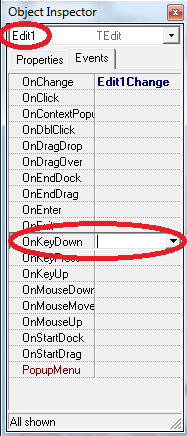 Object Inspector
Edit1 TEdit
Properties Events
OnChange Edit1Change
OnClick
OnContextPopu
OnDblClick
OnDragDrop
OnDragOver
OnEndDock
OnEndDrag
OnEnter
OnExit
OnKeyDown
OnKeyPress
OnKeyUp
OnMouseDown
OnMouseMove
OnMouseUp
OnStartDock
OnStartDrag
PopupMenu
All shown